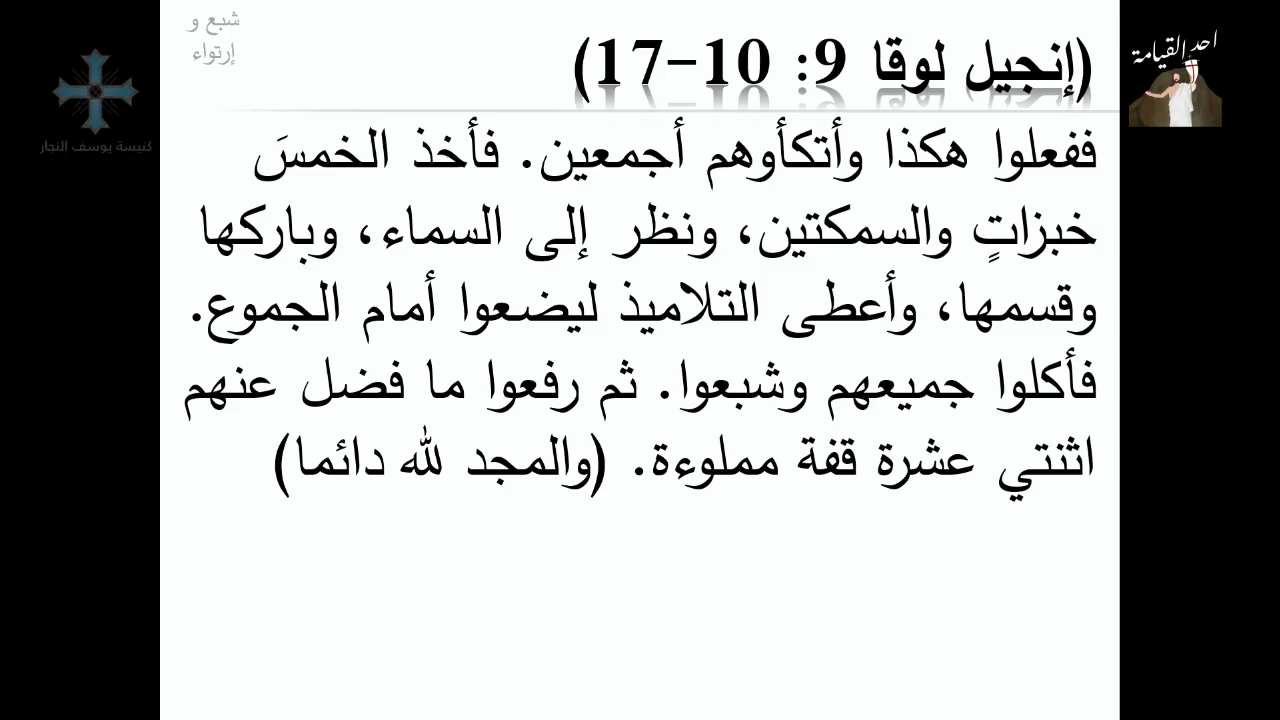 شبع و
إرتواء
(إنجيل لوقا 9: 10-17)
احد القيامة
كنيسة يوسف النجار
ففعلوا هكذا وأتكأوهم أجمعين. فأخذ الخمسَ
خبزاتٍ والسمكتين، ونظر إلى السماء، وباركها
وقسمها، وأعطى التلاميذ ليضعوا أمام الجموع.
فأكلوا جميعهم وشبعوا. ثم رفعوا ما فضل عنهم
اثنتي عشرة قفة مملوءة. (والمجد لله دائما)